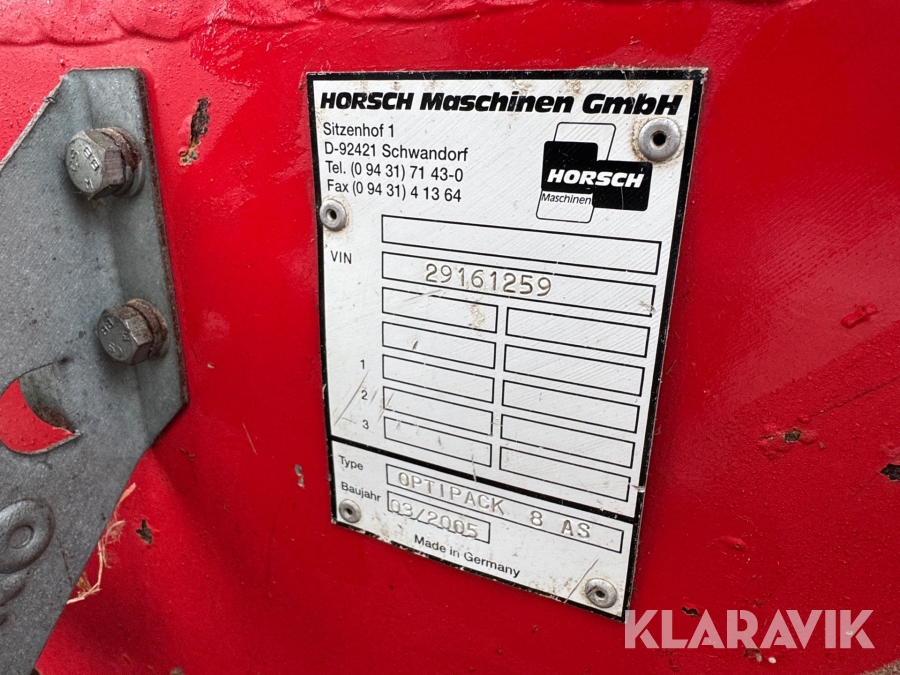 HORSCH Maschinen GmbH
Sitzenhof 1
D-92421 Schwandorf
Tel. (0 94 31) 71 43-0
Fax (0 94 31) 4 13 64
HORSCH
Maschinen
VIN
29161259
1
2
3
Type
OPTIPACK 8 AS
Baujahr
03/2005
Made in Germany
KLARAVIK